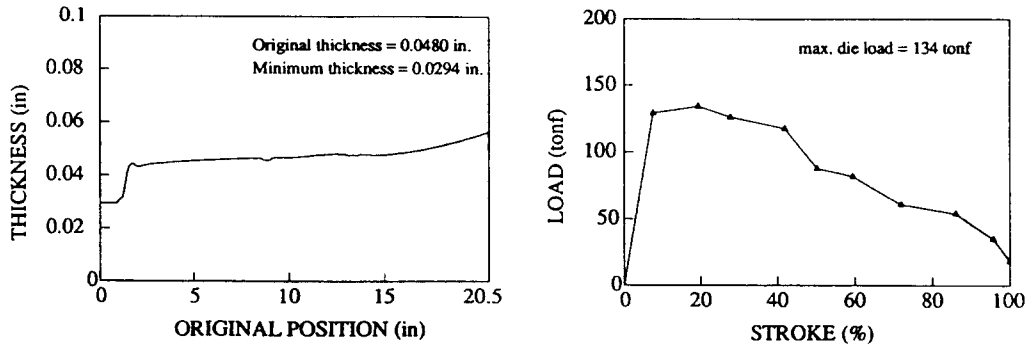 0.1
0.08
0.06
0.04
0.02
0
THICKNESS (in)
Original thickness = 0.0480 in.
Minimum thickness = 0.0294 in.
0 5 10 15 20.5
ORIGINAL POSITION (in)
200
150
100
50
0
LOAD (tonf)
max. die load = 134 tonf
0 20 40 60 80 100
STROKE (%)